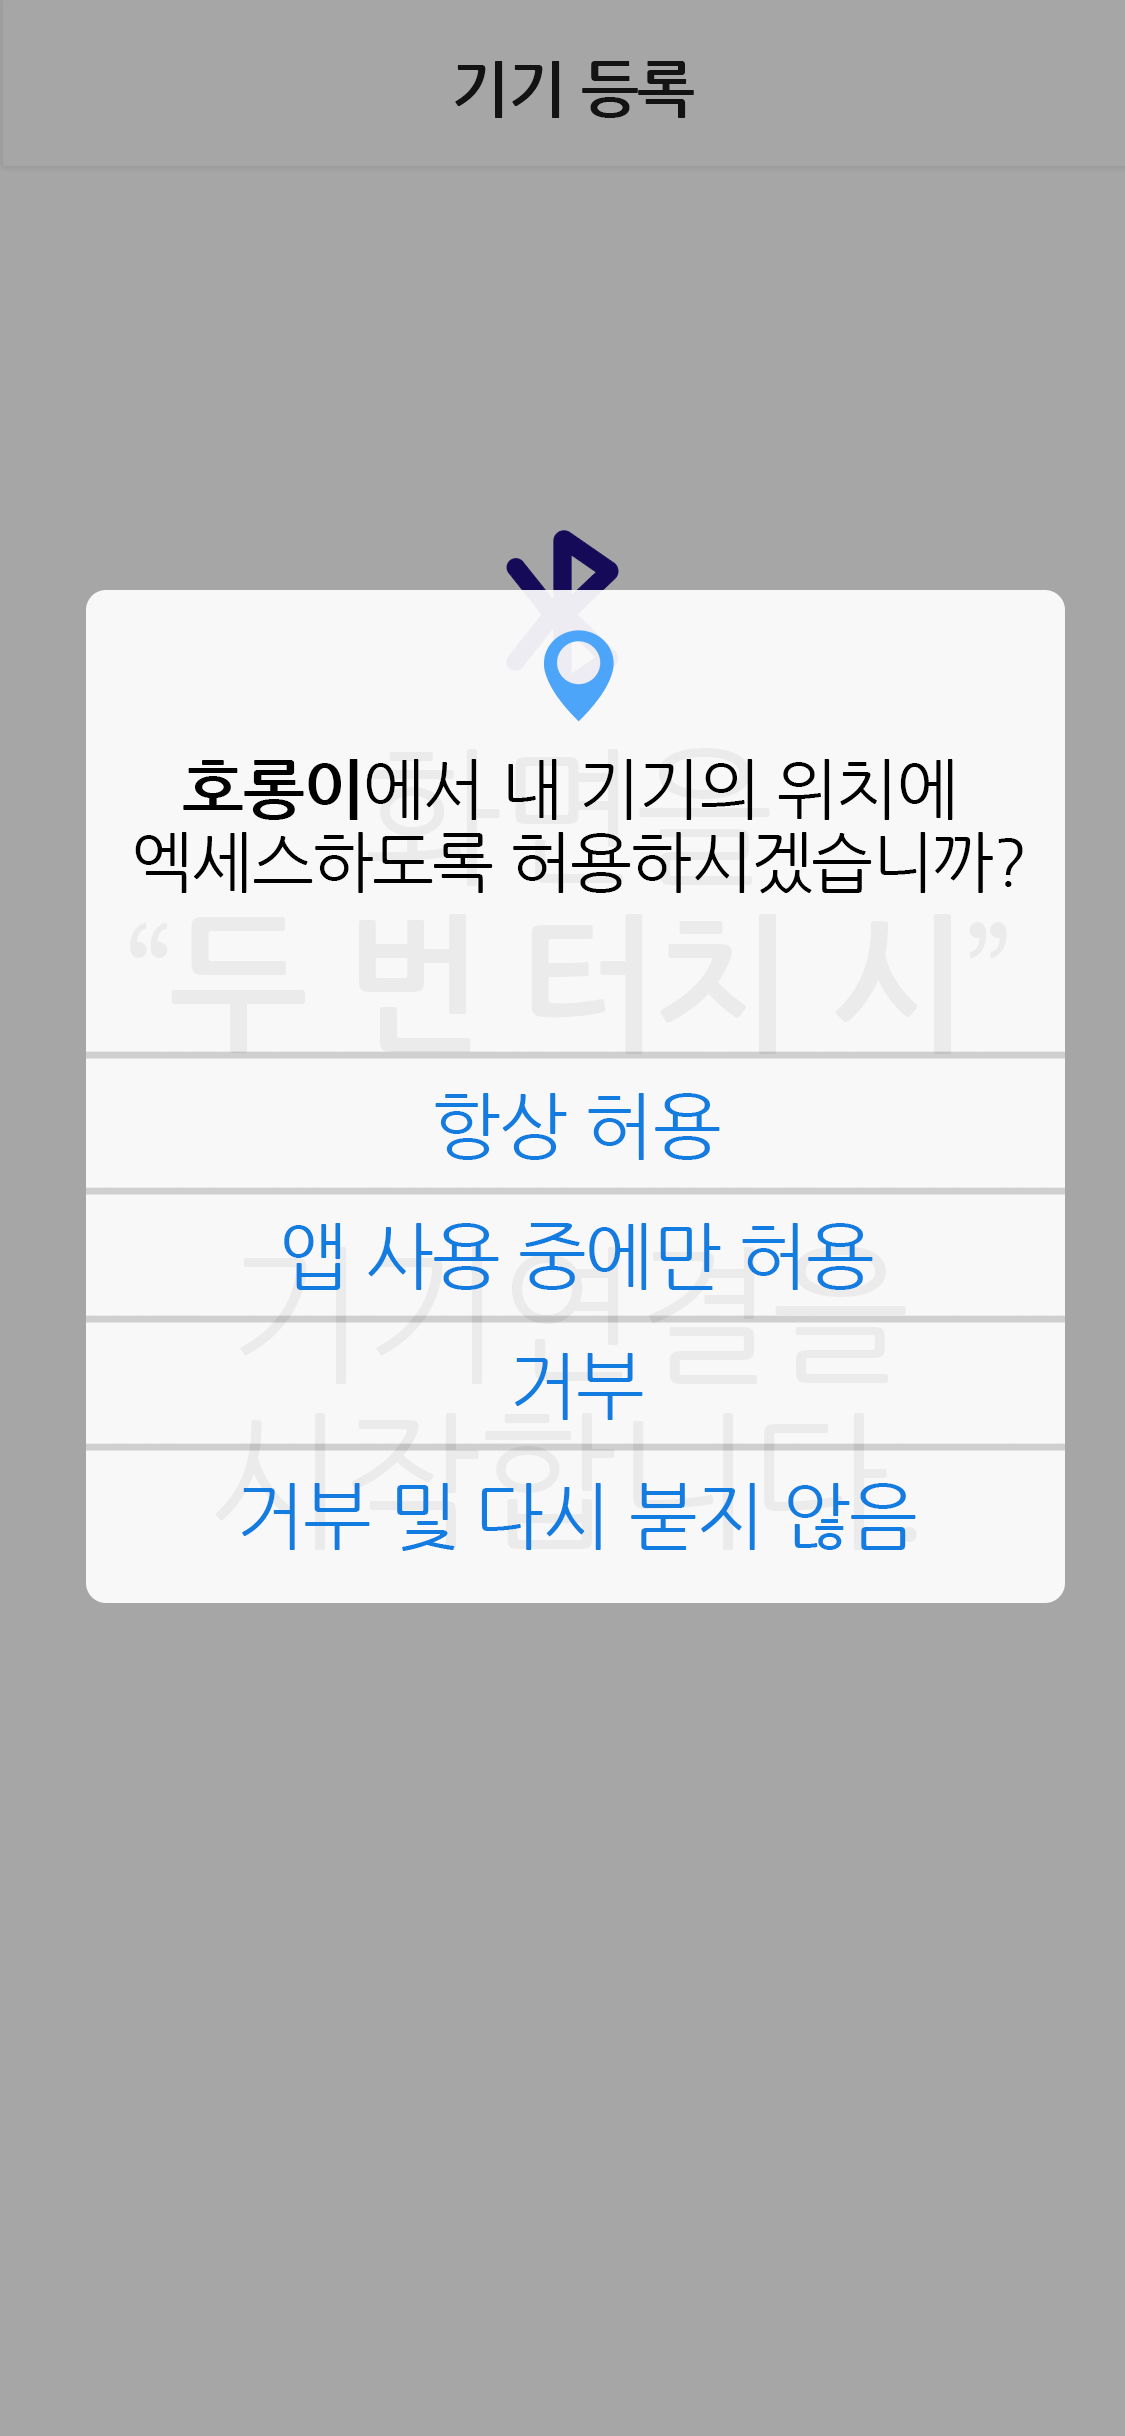 기기 등록
호롱이에서 내 기기의 위치에
엑세스하도록 허용하시겠습니까?
화면을
“두 번 터치 시”
항상 허용
앱 사용 중에만 허용
기기연결을
거부
시작합니다.
거부 및 다시 묻지 않음